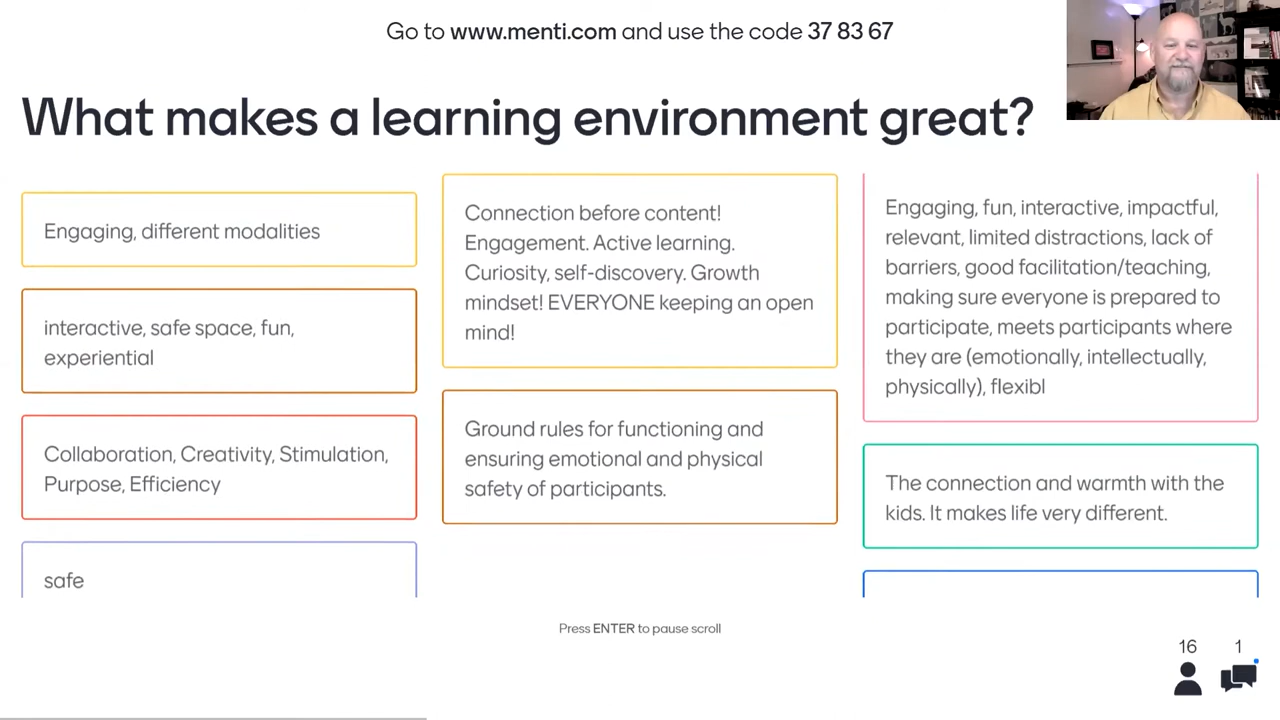 Go to www.menti.com and use the code 37 83 67
What makes a learning environment great?
Engaging, different modalities
interactive, safe space, fun,
experiential
Collaboration, Creativity, Stimulation,
Purpose, Efficiency
safe
Connection before content!
Engagement. Active learning.
Curiosity, self-discovery. Growth
mindset! EVERYONE keeping an open
mind!
Ground rules for functioning and
ensuring emotional and physical
safety of participants.
Engaging, fun, interactive, impactful,
relevant, limited distractions, lack of
barriers, good facilitation/teaching,
making sure everyone is prepared to
participate, meets participants where
they are (emotionally, intellectually,
physically), flexibl
The connection and warmth with the
kids. It makes life very different.
Press ENTER to pause scroll
16
1